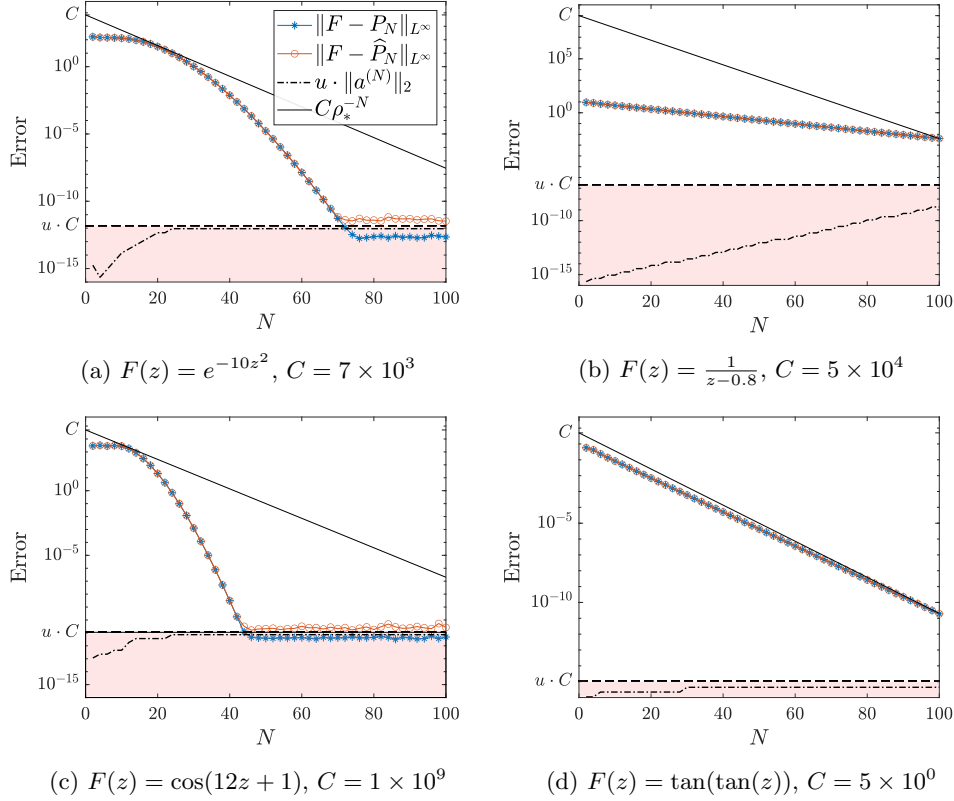 C
10^0
10^{-5}
10^{-10}
u · C
10^{-15}
Error
0 20 40 60 80 100
N
‖F − P_N‖_{L^∞}
‖F − \widehat{P}_N‖_{L^∞}
u · ‖a^{(N)}‖_2
Cρ_*^{-N}
(a) F(z) = e^{-10z^2}, C = 7 × 10^3
C
10^5
10^0
u · C
10^{-10}
10^{-15}
Error
0 20 40 60 80 100
N
(b) F(z) = \frac{1}{z-0.8}, C = 5 × 10^4
C
10^0
10^{-5}
u · C
10^{-15}
Error
0 20 40 60 80 100
N
(c) F(z) = cos(12z + 1), C = 1 × 10^9
C
10^{-5}
10^{-10}
u · C
Error
0 20 40 60 80 100
N
(d) F(z) = tan(tan(z)), C = 5 × 10^0